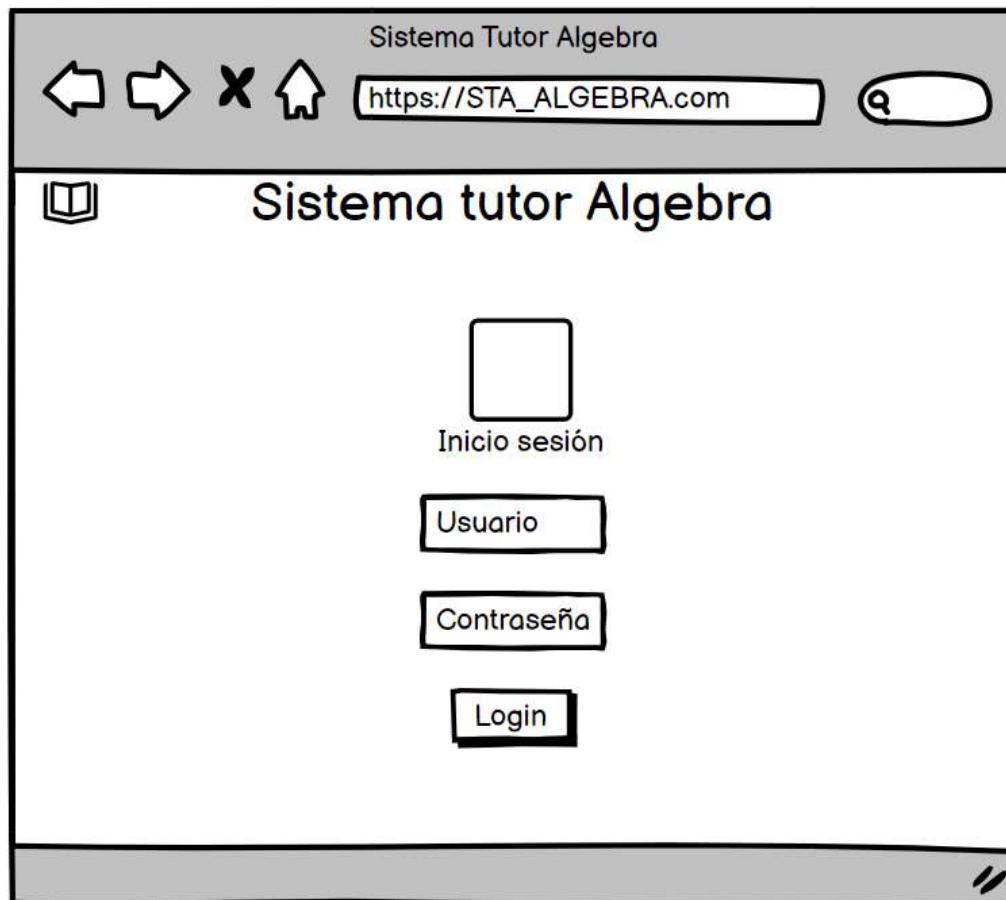 Sistema Tutor Algebra
https://STA_ALGEBRA.com
Sistema tutor Algebra
Inicio sesión
Usuario
Contraseña
Login